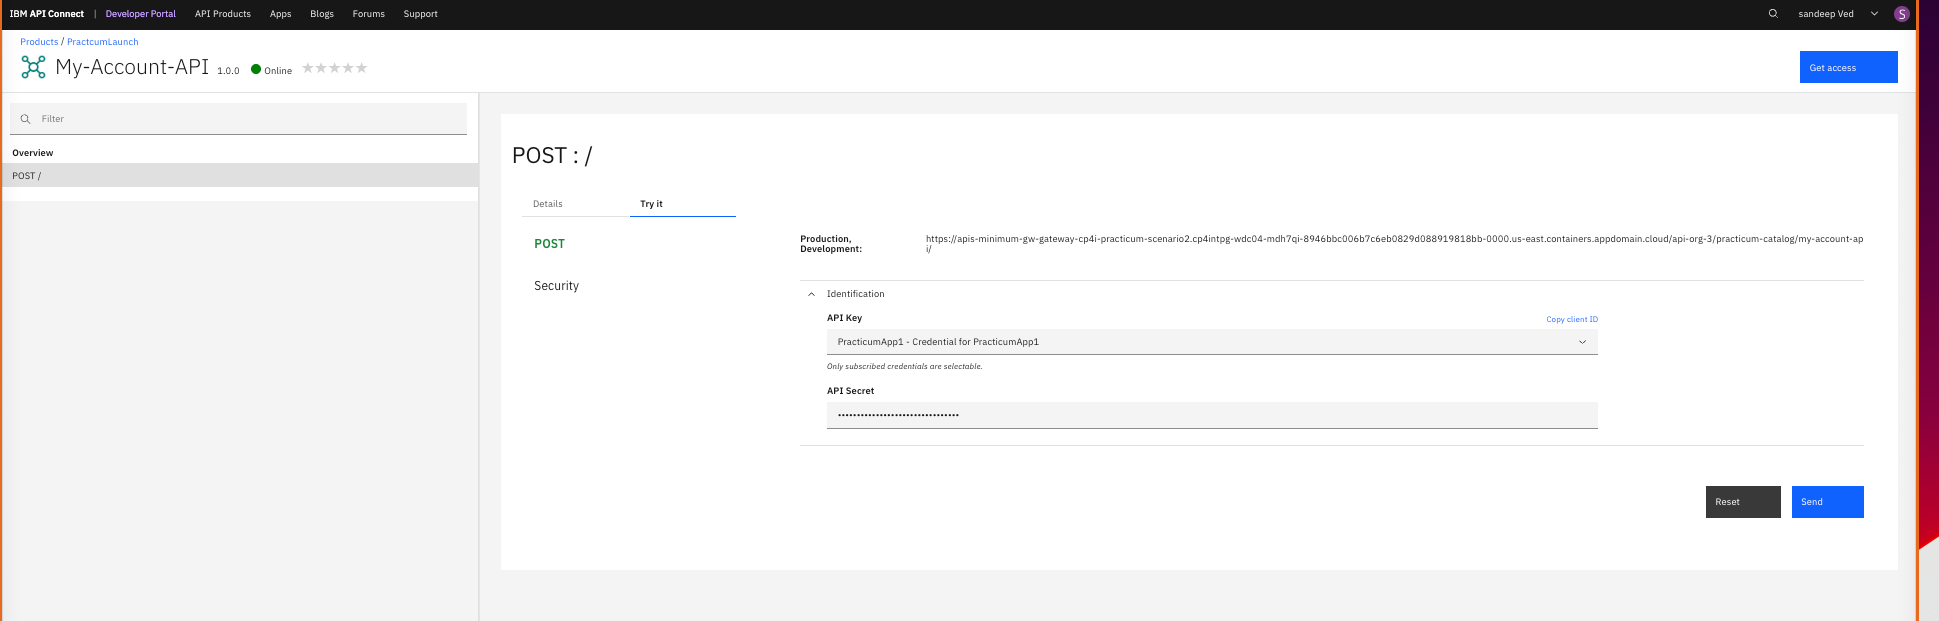 IBM API Connect | Developer Portal API Products Apps Blogs Forums Support sandeep Ved S
Products / PractcumLaunch
My-Account-API 1.0.0 Online
Get access
Filter
Overview
POST /
POST : /
Details Try it
POST
Security
Production,
Development:
https://apis-minimum-gw-gateway-cp4i-practicum-scenario2.cp4intpg-wdc04-mdh7qi-8946bbc006b7c6eb0829d088919818bb-0000.us-east.containers.appdomain.cloud/api-org-3/practicum-catalog/my-account-ap
i/
Identification
API Key Copy client ID
PracticumApp1 - Credential for PracticumApp1
Only subscribed credentials are selectable.
API Secret
••••••••••••••••••••••••••••••••
Reset Send